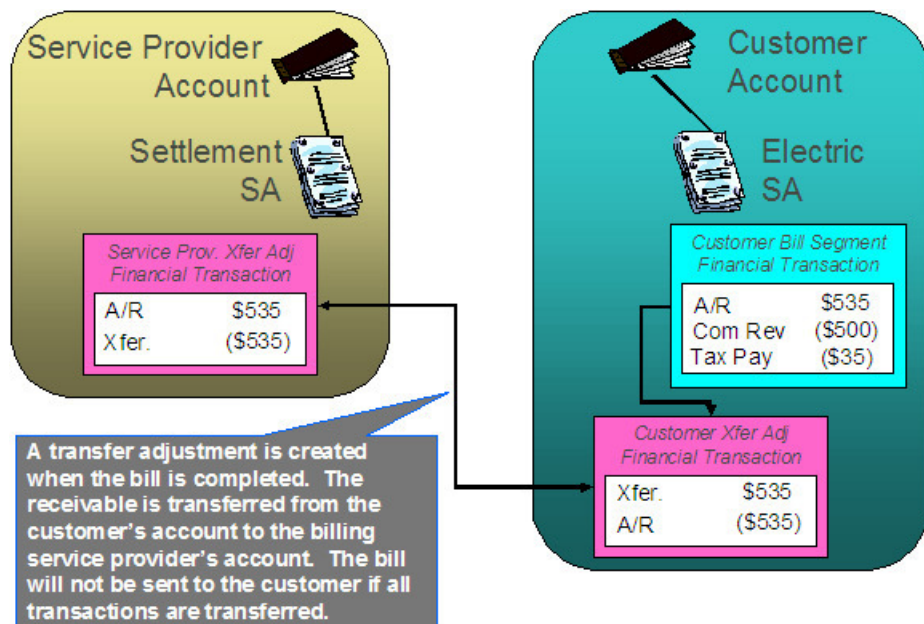 Service Provider
Account
Settlement
SA
Service Prov. Xfer Adj
Financial Transaction
A/R $535
Xfer. ($535)
Customer
Account
Electric
SA
Customer Bill Segment
Financial Transaction
A/R $535
Com Rev ($500)
Tax Pay ($35)
Customer Xfer Adj
Financial Transaction
Xfer. $535
A/R ($535)
A transfer adjustment is created
when the bill is completed. The
receivable is transferred from the
customer's account to the billing
service provider's account. The bill
will not be sent to the customer if all
transactions are transferred.